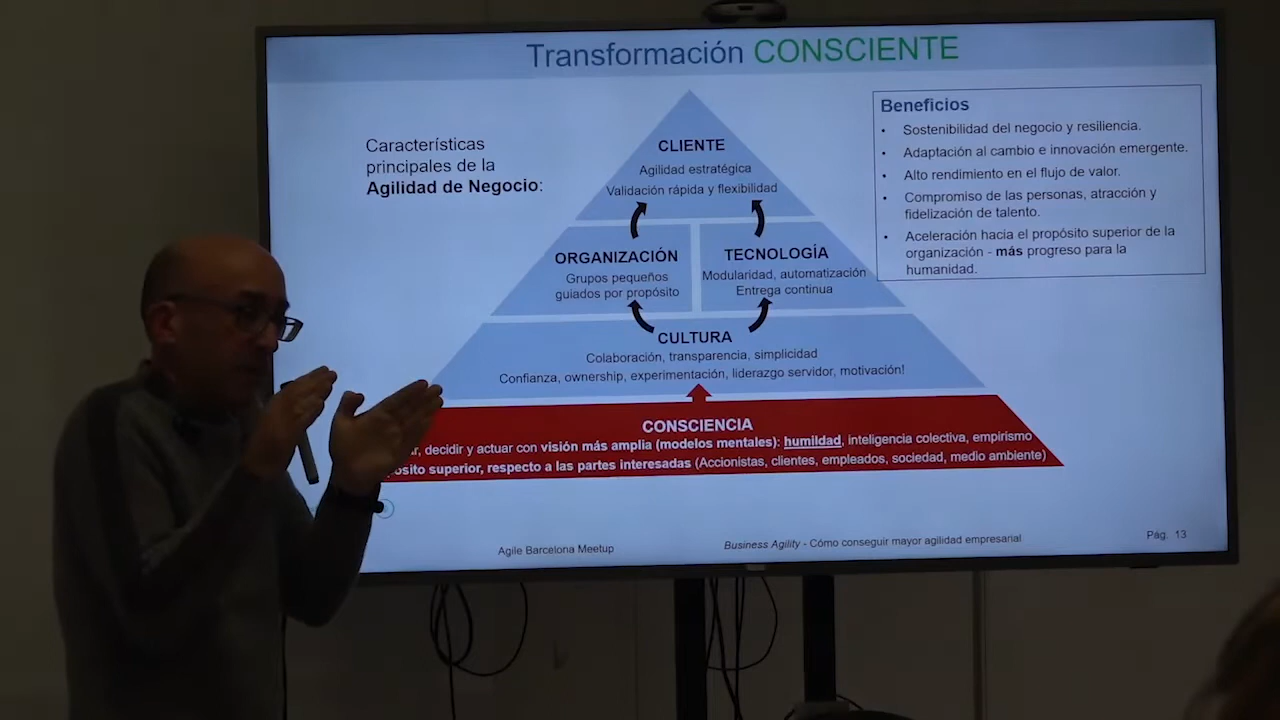 Transformación CONSCIENTE
Características
principales de la
Agilidad de Negocio:
CLIENTE
Agilidad estratégica
Validación rápida y flexibilidad
ORGANIZACIÓN
Grupos pequeños
guiados por propósito
TECNOLOGÍA
Modularidad, automatización
Entrega continua
CULTURA
Colaboración, transparencia, simplicidad
Confianza, ownership, experimentación, liderazgo servidor, motivación!
CONSCIENCIA
decidir y actuar con visión más amplia (modelos mentales): humildad, inteligencia colectiva, empirismo
superior, respecto a las partes interesadas (Accionistas, clientes, empleados, sociedad, medio ambiente)
Beneficios
• Sostenibilidad del negocio y resiliencia.
• Adaptación al cambio e innovación emergente.
• Alto rendimiento en el flujo de valor.
• Compromiso de las personas, atracción y
fidelización de talento.
• Aceleración hacia el propósito superior de la
organización - más progreso para la
humanidad.
Agile Barcelona Meetup
Business Agility - Cómo conseguir mayor agilidad empresarial
Pág. 13